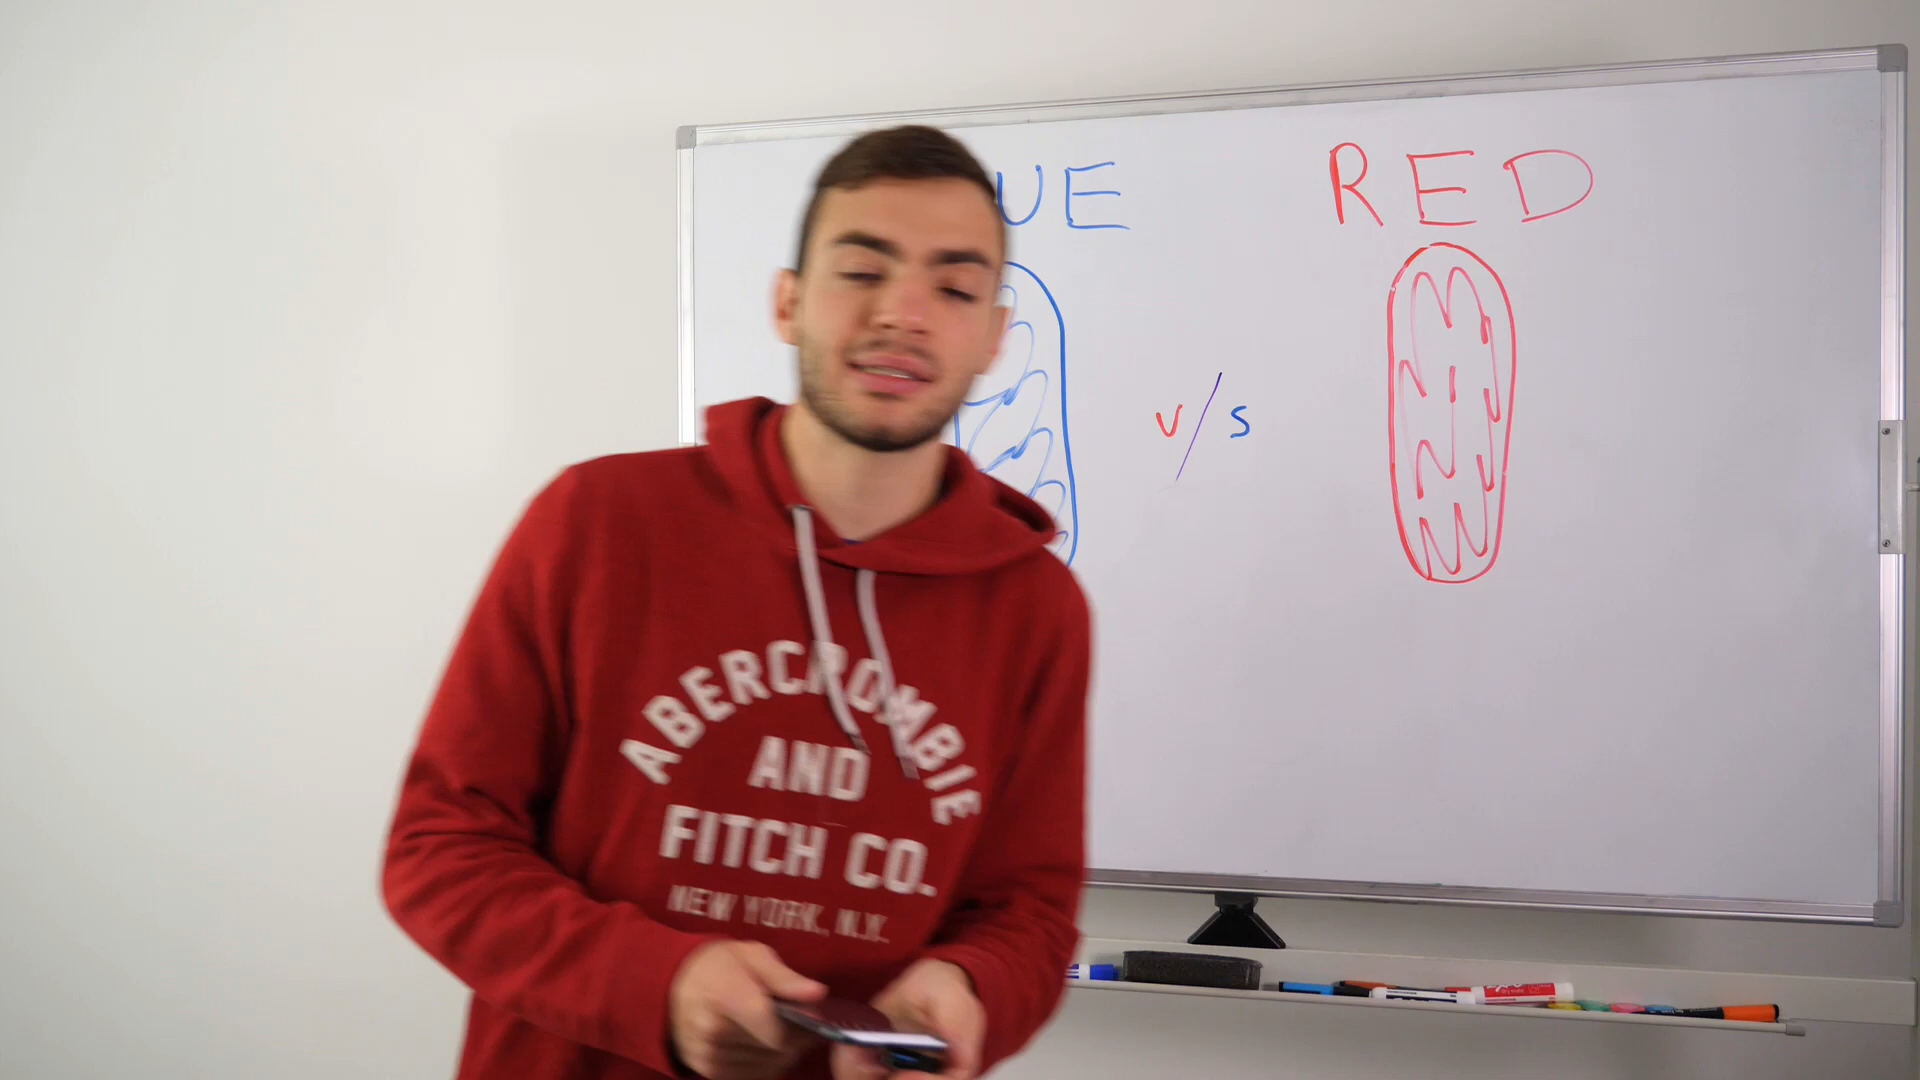 UE
RED
v/s
ABERCROMBIE
AND
FITCH CO.
NEW YORK, N.Y.